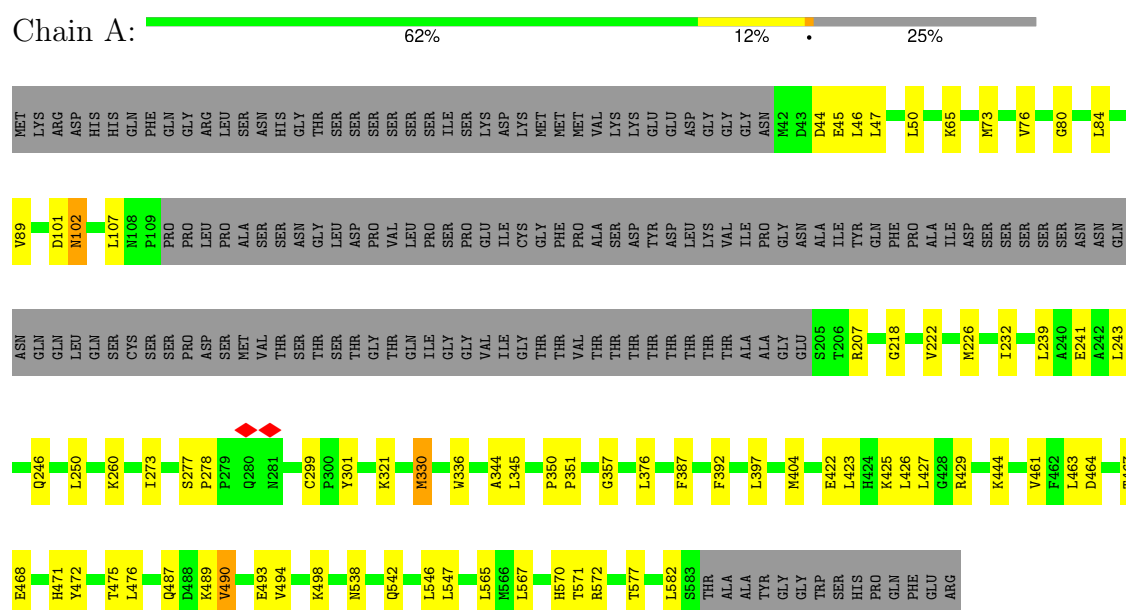 Chain A:
62% 12% • 25%
MET LYS ARG ASP HIS HIS GLN PHE GLN GLY ARG LEU SER ASN HIS GLY THR SER SER SER SER SER SER ILE SER LYS ASP LYS MET MET MET VAL LYS LYS GLU GLU ASP GLY GLY GLY ASN M42 D43 D44 E45 L46 L47 L50 K65 M73 V76 G80 L84
V89 D101 N102 L107 N108 P109 PRO PRO LEU PRO ALA SER SER ASN GLY LEU ASP PRO VAL LEU PRO SER PRO GLU ILE CYS GLY PHE PRO ALA SER ASP TYR ASP LEU LYS VAL ILE PRO GLY ASN ALA ILE TYR GLN PHE PRO ALA ILE ASP SER SER SER SER SER ASN ASN GLN
ASN GLN GLN LEU GLN SER CYS SER SER PRO ASP SER MET VAL THR SER THR SER THR GLY THR GLN ILE GLY GLY VAL ILE GLY THR THR VAL THR THR THR THR THR THR THR THR ALA ALA GLY GLU S205 T206 R207 G218 V222 M226 I232 L239 A240 E241 A242 L243
Q246 L250 K260 I273 S277 P278 P279 Q280 N281 C299 P300 Y301 K321 M330 W336 A344 L345 P350 P351 G357 L376 F387 F392 L397 M404 E422 L423 H424 K425 L426 L427 G428 R429 K444 V461 F462 L463 D464
E468 H471 Y472 T475 L476 Q487 D488 K489 V490 E493 V494 K498 N538 Q542 L546 L547 L565 M566 L567 H570 T571 R572 T577 L582 S583 THR ALA ALA TYR GLY GLY TRP SER HIS PRO GLN PHE GLU ARG